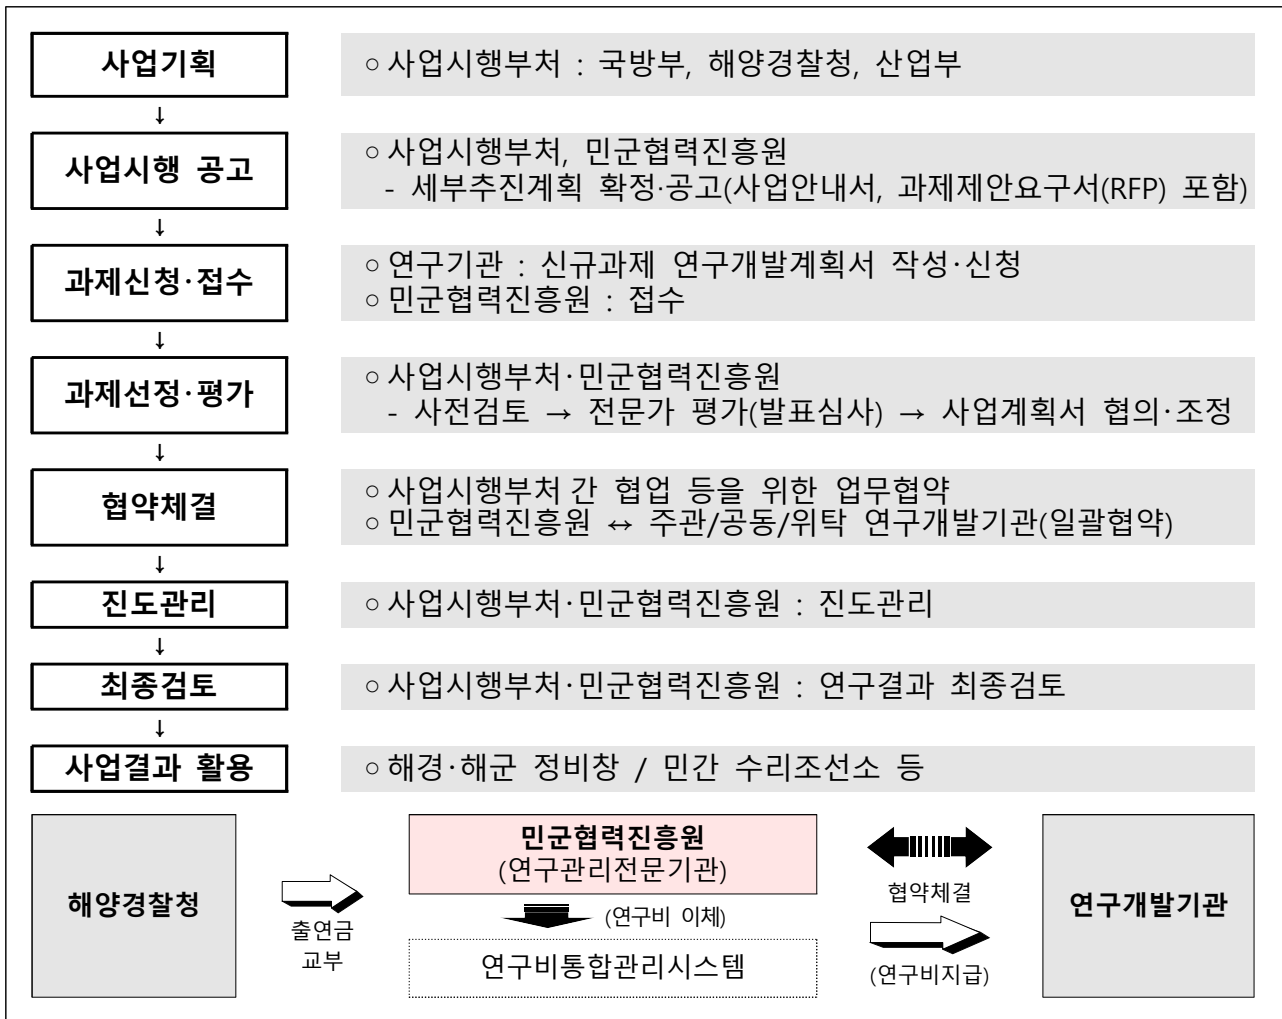 사업기획
○ 사업시행부처 : 국방부, 해양경찰청, 산업부
↓
사업시행 공고
○ 사업시행부처, 민군협력진흥원
- 세부추진계획 확정·공고(사업안내서, 과제제안요구서(RFP) 포함)
↓
과제신청·접수
○ 연구기관 : 신규과제 연구개발계획서 작성·신청
○ 민군협력진흥원 : 접수
↓
과제선정·평가
○ 사업시행부처·민군협력진흥원
- 사전검토 → 전문가 평가(발표심사) → 사업계획서 협의·조정
↓
협약체결
○ 사업시행부처 간 협업 등을 위한 업무협약
○ 민군협력진흥원 ↔ 주관/공동/위탁 연구개발기관(일괄협약)
↓
진도관리
○ 사업시행부처·민군협력진흥원 : 진도관리
↓
최종검토
○ 사업시행부처·민군협력진흥원 : 연구결과 최종검토
↓
사업결과 활용
○ 해경·해군 정비창 / 민간 수리조선소 등
해양경찰청
출연금
교부
민군협력진흥원
(연구관리전문기관)
(연구비 이체)
연구비통합관리시스템
협약체결
(연구비지급)
연구개발기관